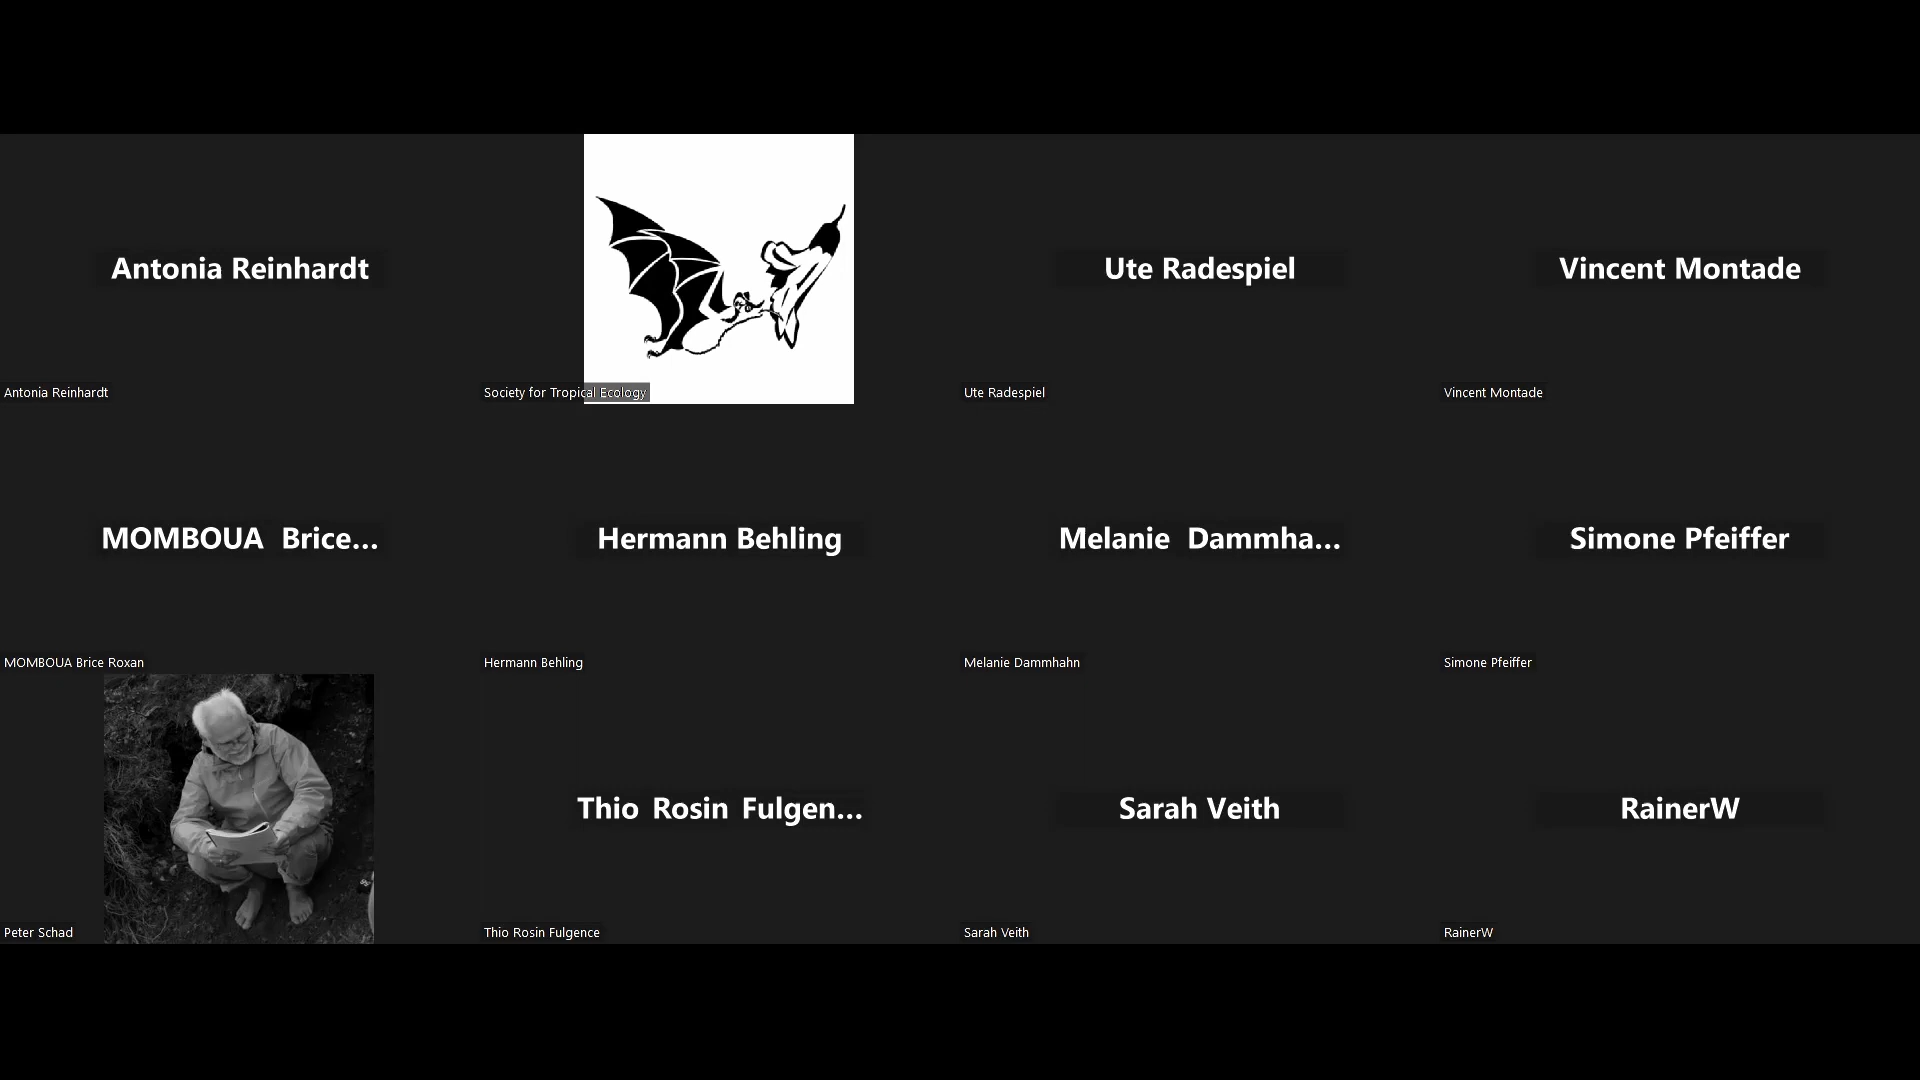 Antonia Reinhardt
Ute Radespiel
Vincent Montade
Antonia Reinhardt
Society for Tropical Ecology
Ute Radespiel
Vincent Montade
MOMBOUA Brice...
Hermann Behling
Melanie Dammha...
Simone Pfeiffer
MOMBOUA Brice Roxan
Hermann Behling
Melanie Dammhahn
Simone Pfeiffer
Thio Rosin Fulgen...
Sarah Veith
RainerW
Peter Schad
Thio Rosin Fulgence
Sarah Veith
RainerW